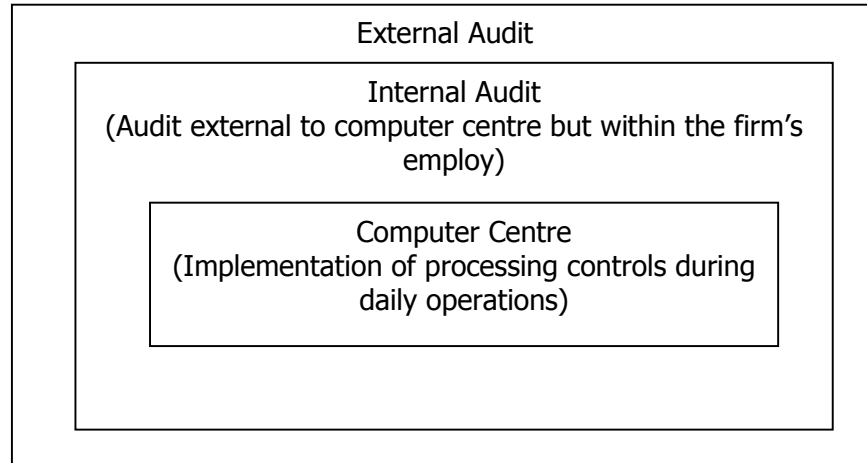 External Audit
Internal Audit
(Audit external to computer centre but within the firm’s
employ)
Computer Centre
(Implementation of processing controls during
daily operations)